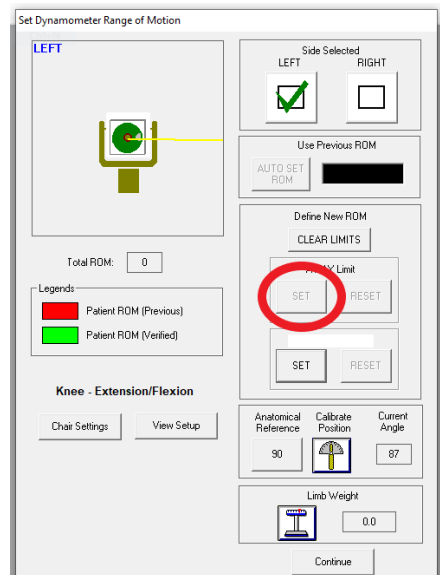 Set Dynamometer Range of Motion
LEFT
Total ROM: 0
Legends
Patient ROM (Previous)
Patient ROM (Verified)
Knee - Extension/Flexion
Chair Settings View Setup
Side Selected
LEFT RIGHT
Use Previous ROM
AUTO SET
ROM
Define New ROM
CLEAR LIMITS
Limit
SET RESET
SET RESET
Anatomical
Reference
Calibrate
Position
Current
Angle
90 87
Limb Weight
0.0
Continue